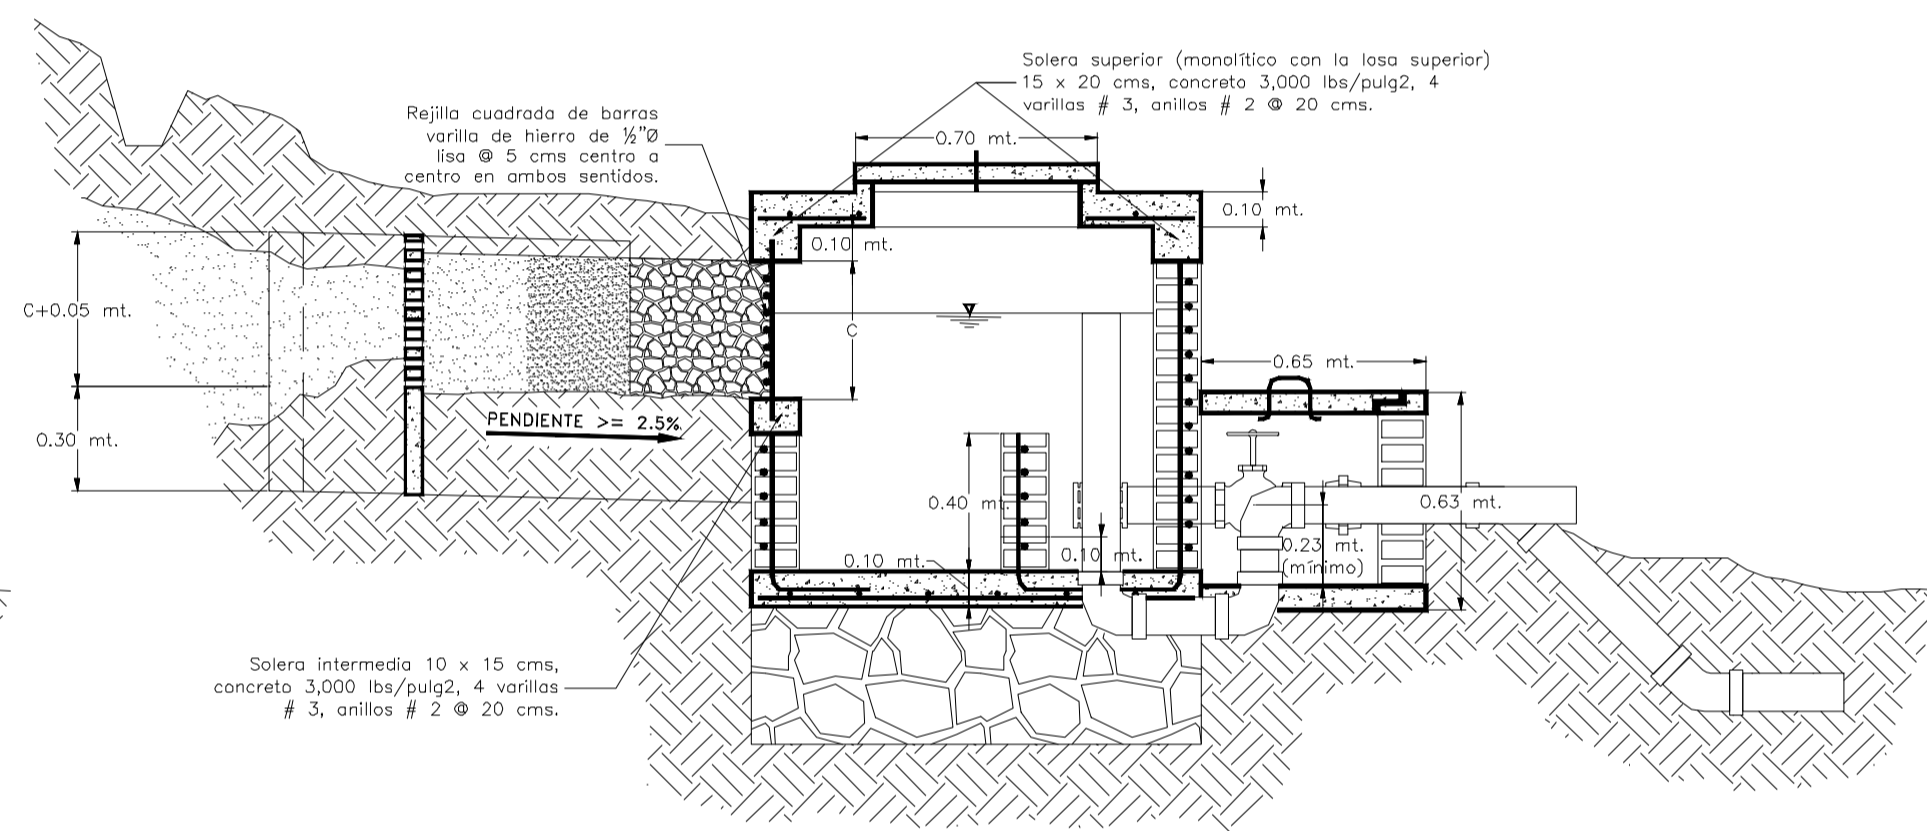 Solera superior (monolítico con la losa superior)
15 x 20 cms, concreto 3,000 lbs/pulg2, 4
varillas # 3, anillos # 2 @ 20 cms.
Rejilla cuadrada de barras
varilla de hierro de ½"Ø
lisa @ 5 cms centro a
centro en ambos sentidos.
0.70 mt.
0.10 mt.
0.10 mt.
C+0.05 mt.
C
0.65 mt.
PENDIENTE >= 2.5%.
0.30 mt.
0.40 mt.
0.63 mt.
0.10 mt.
0.10 mt.
0.23 mt.
(mínimo)
Solera intermedia 10 x 15 cms,
concreto 3,000 lbs/pulg2, 4 varillas
# 3, anillos # 2 @ 20 cms.